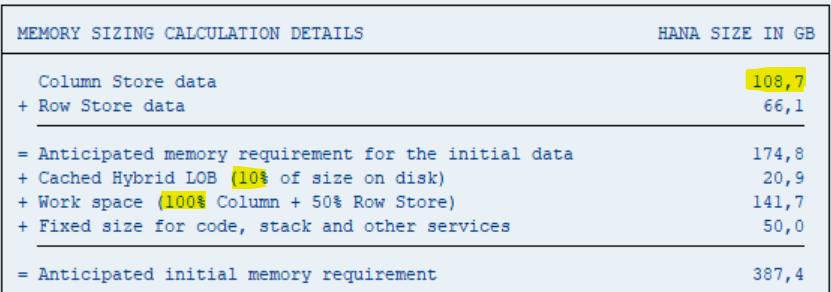 MEMORY SIZING CALCULATION DETAILS HANA SIZE IN GB
Column Store data 108,7
+ Row Store data 66,1
= Anticipated memory requirement for the initial data 174,8
+ Cached Hybrid LOB (10% of size on disk) 20,9
+ Work space (100% Column + 50% Row Store) 141,7
+ Fixed size for code, stack and other services 50,0
= Anticipated initial memory requirement 387,4